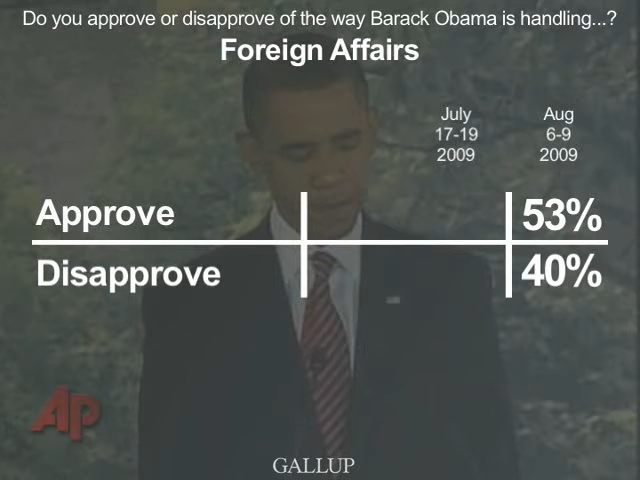 Do you approve or disapprove of the way Barack Obama is handling...?
Foreign Affairs
July
17-19
2009
Aug
6-9
2009
Approve
53%
Disapprove
40%
AP
GALLUP